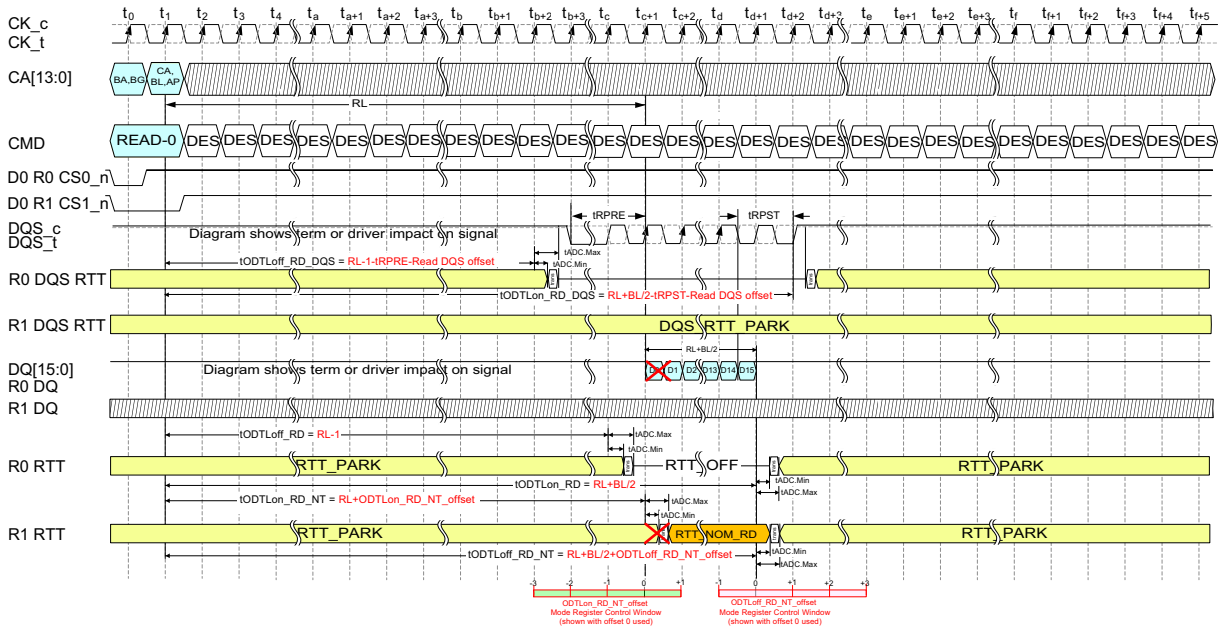 t0 t1 t2 t3 t4 ta ta+1 ta+2 ta+3 tb tb+1 tb+2 tb+3 tc tc+1 tc+2 td td+1 td+2 td+3 te te+1 te+2 te+3 tf tf+1 tf+2 tf+3 tf+4 tf+5
CK_c
CK_t
CA[13:0] BA,BG CA, BL,AP
RL
CMD READ-0 DES DES DES DES DES DES DES DES DES DES DES DES DES DES DES DES DES DES DES DES DES DES DES DES DES DES DES DES
D0 R0 CS0_n
D0 R1 CS1_n
tRPRE tRPST
DQS_c
DQS_t
Diagram shows term or driver impact on signal
tADC.Max
tODTLoff_RD_DQS = RL-1-tRPRE-Read DQS offset tADC.Min
R0 DQS RTT
tODTLon_RD_DQS = RL+BL/2-tRPST-Read DQS offset
R1 DQS RTT DQS_RTT_PARK
RL+BL/2
DQ[15:0] Diagram shows term or driver impact on signal D1 D2 D13 D14 D15
R0 DQ
R1 DQ
tODTLoff_RD = RL-1 tADC.Max
tADC.Min
R0 RTT RTT_PARK trans RTT_OFF trans RTT_PARK
tODTLon_RD = RL+BL/2 tADC.Min
tODTLon_RD_NT = RL+ODTLon_RD_NT_offset tADC.Max tADC.Max
tADC.Min
R1 RTT RTT_PARK RTT_NOM_RD trans RTT_PARK
tODTLoff_RD_NT = RL+BL/2+ODTLoff_RD_NT_offset tADC.Min
tADC.Max
-3 -2 -1 0 +1 -1 0 +1 +2 +3
ODTLon_RD_NT_offset ODTLoff_RD_NT_offset
Mode Register Control Window Mode Register Control Window
(shown with offset 0 used) (shown with offset 0 used)